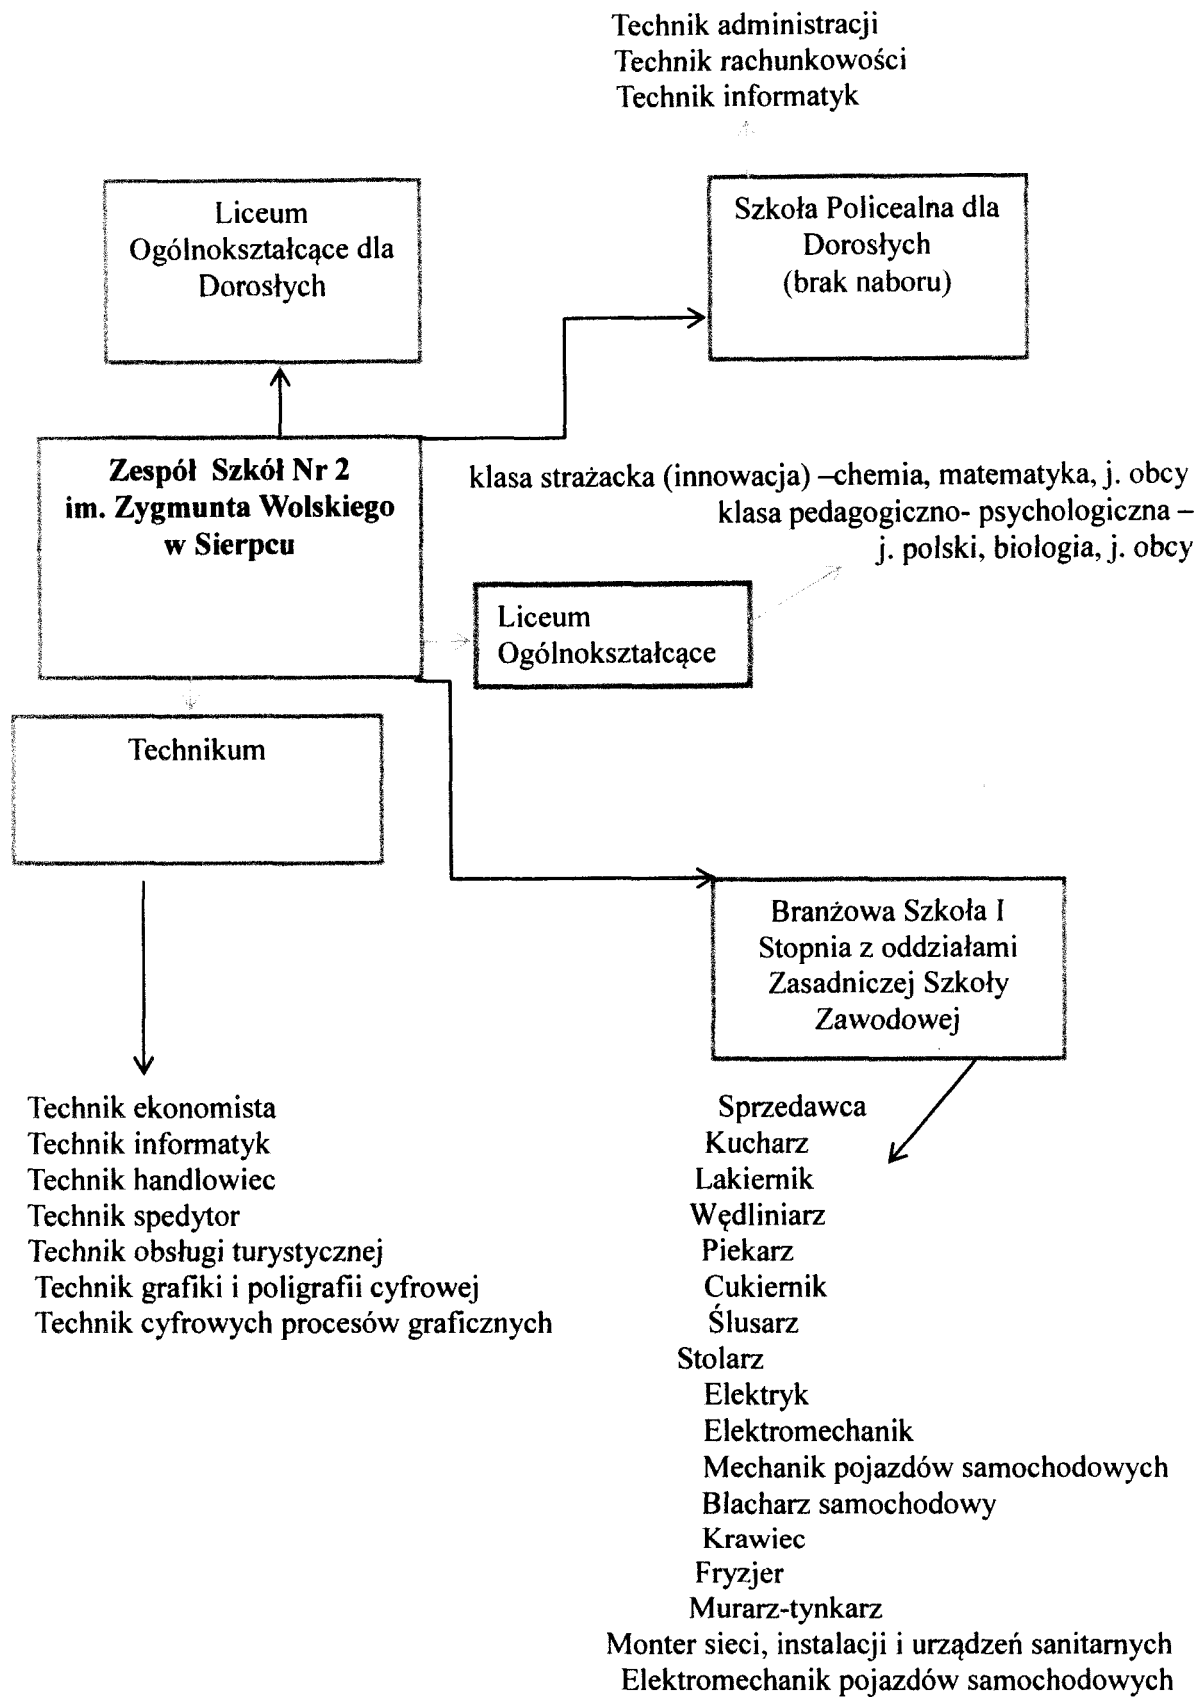 Technik administracji
Technik rachunkowości
Technik informatyk
Liceum
Ogólnokształcące dla
Dorosłych
Szkoła Policealna dla
Dorosłych
(brak naboru)
Zespół Szkół Nr 2
im. Zygmunta Wolskiego
w Sierpcu
klasa strażacka (innowacja) –chemia, matematyka, j. obcy
klasa pedagogiczno- psychologiczna –
j. polski, biologia, j. obcy
Liceum
Ogólnokształcące
Technikum
Branżowa Szkoła I
Stopnia z oddziałami
Zasadniczej Szkoły
Zawodowej
Technik ekonomista
Technik informatyk
Technik handlowiec
Technik spedytor
Technik obsługi turystycznej
Technik grafiki i poligrafii cyfrowej
Technik cyfrowych procesów graficznych
Sprzedawca
Kucharz
Lakiernik
Wędliniarz
Piekarz
Cukiernik
Ślusarz
Stolarz
Elektryk
Elektromechanik
Mechanik pojazdów samochodowych
Blacharz samochodowy
Krawiec
Fryzjer
Murarz-tynkarz
Monter sieci, instalacji i urządzeń sanitarnych
Elektromechanik pojazdów samochodowych